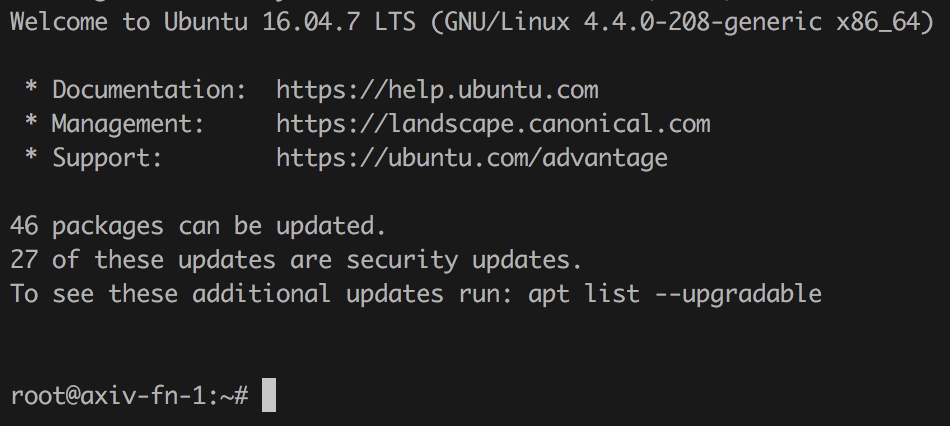 Welcome to Ubuntu 16.04.7 LTS (GNU/Linux 4.4.0-208-generic x86_64)
* Documentation:  https://help.ubuntu.com
* Management:     https://landscape.canonical.com
* Support:        https://ubuntu.com/advantage
46 packages can be updated.
27 of these updates are security updates.
To see these additional updates run: apt list --upgradable
root@axiv-fn-1:~#